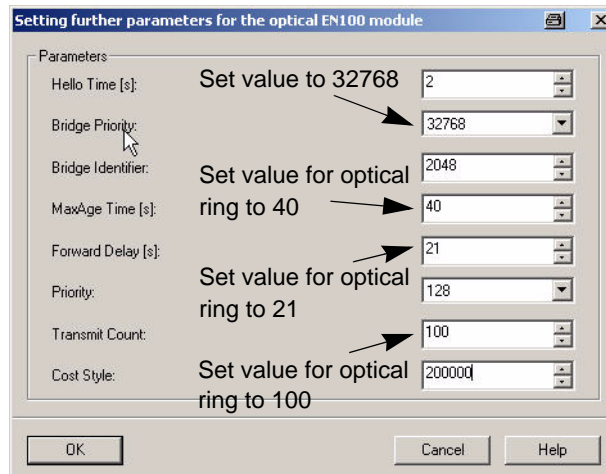 Setting further parameters for the optical EN100 module
Parameters
Hello Time [s]:
Set value to 32768
2
Bridge Priority:
32768
Bridge Identifier:
2048
Set value for optical
ring to 40
MaxAge Time [s]:
40
Forward Delay [s]:
21
Set value for optical
ring to 21
Priority:
128
Transmit Count:
100
Cost Style:
Set value for optical
ring to 100
200000
OK
Cancel
Help